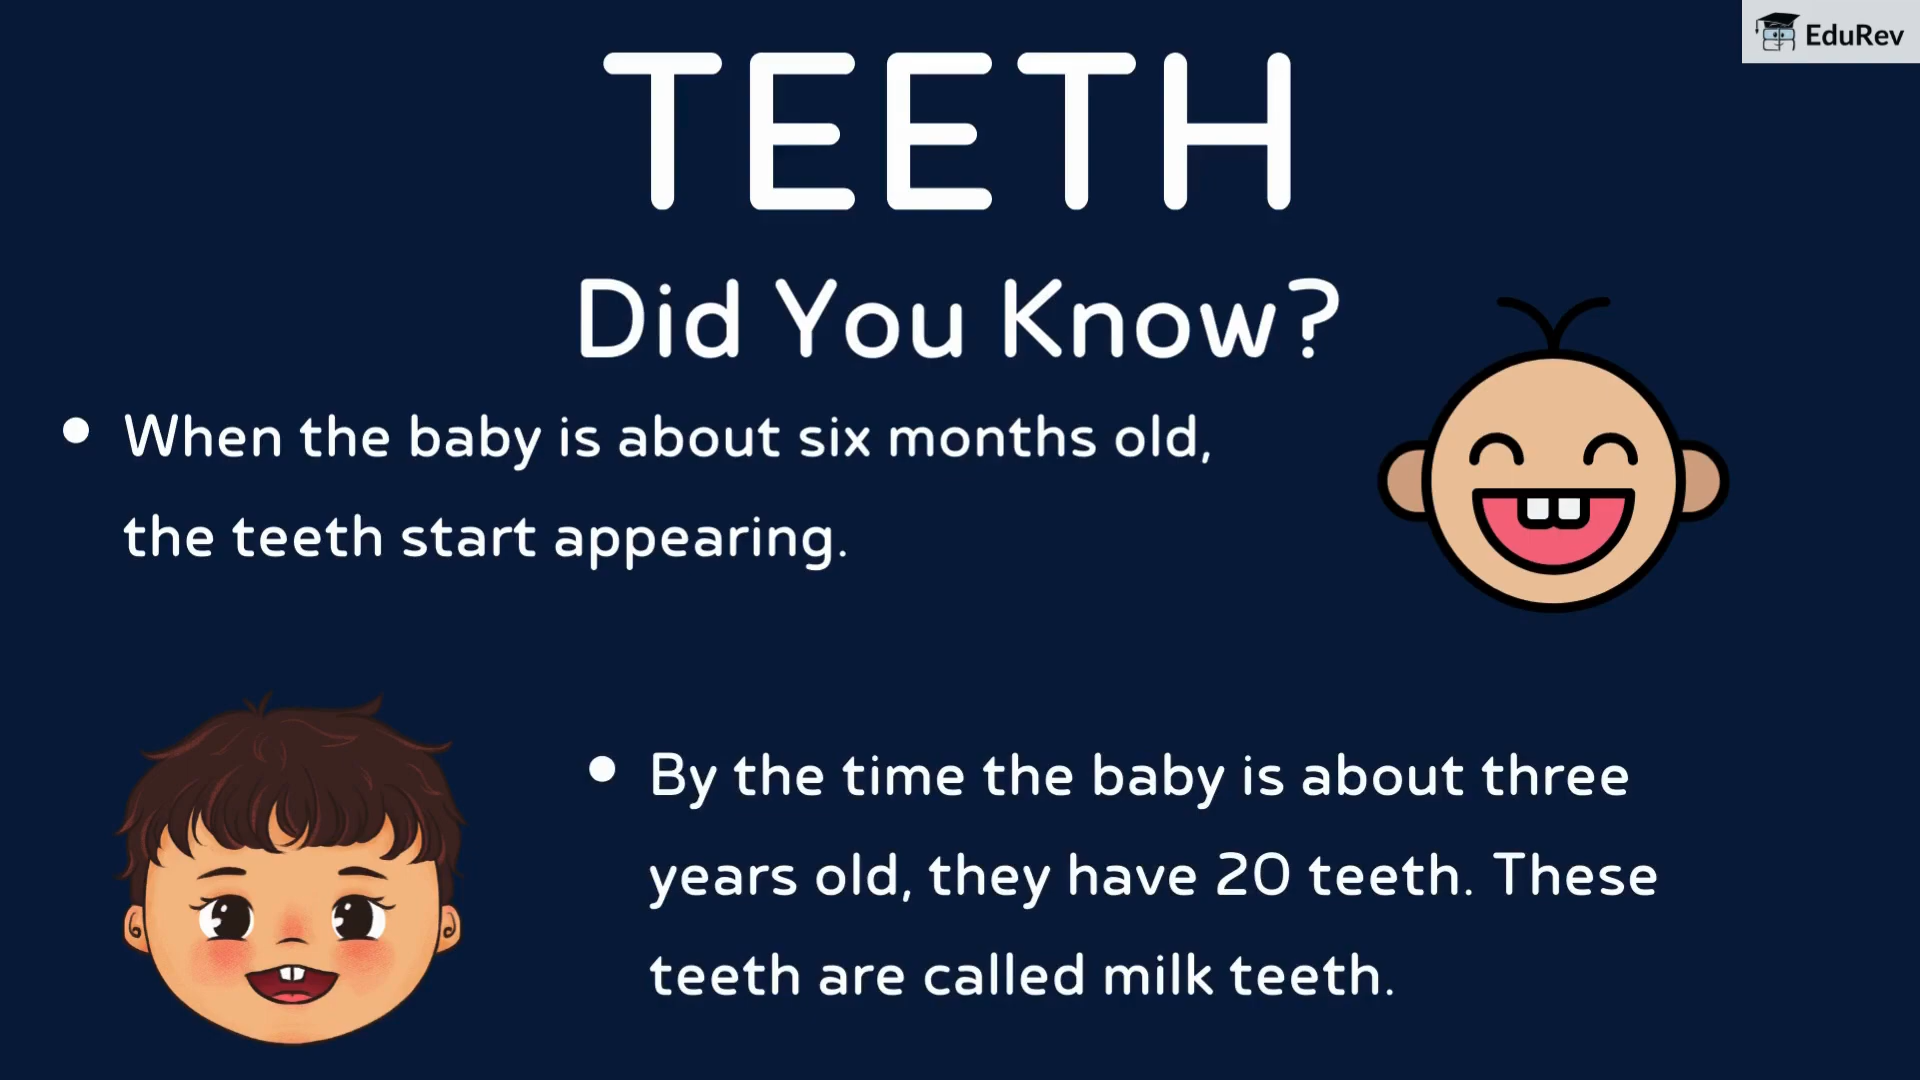 EduRev
TEETH
Did You Know?
• When the baby is about six months old,
the teeth start appearing.
• By the time the baby is about three
years old, they have 20 teeth. These
teeth are called milk teeth.